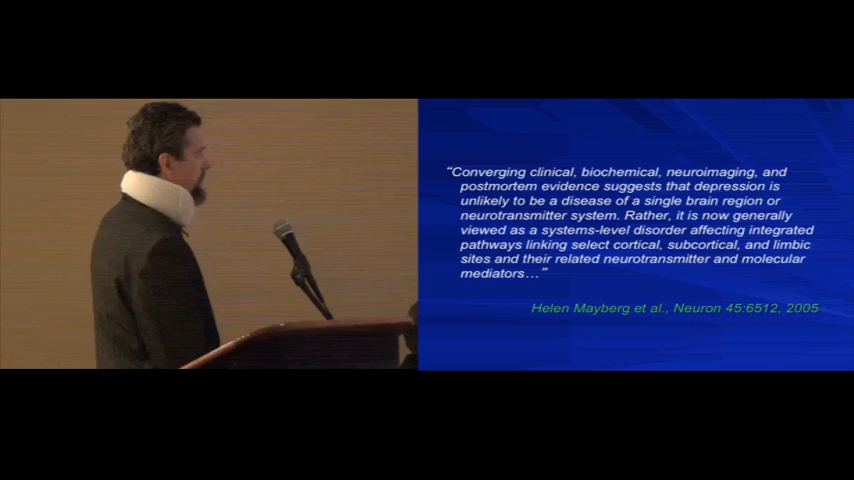 “Converging clinical, biochemical, neuroimaging, and
postmortem evidence suggests that depression is
unlikely to be a disease of a single brain region or
neurotransmitter system. Rather, it is now generally
viewed as a systems-level disorder affecting integrated
pathways linking select cortical, subcortical, and limbic
sites and their related neurotransmitter and molecular
mediators…”
Helen Mayberg et al., Neuron 45:6512, 2005